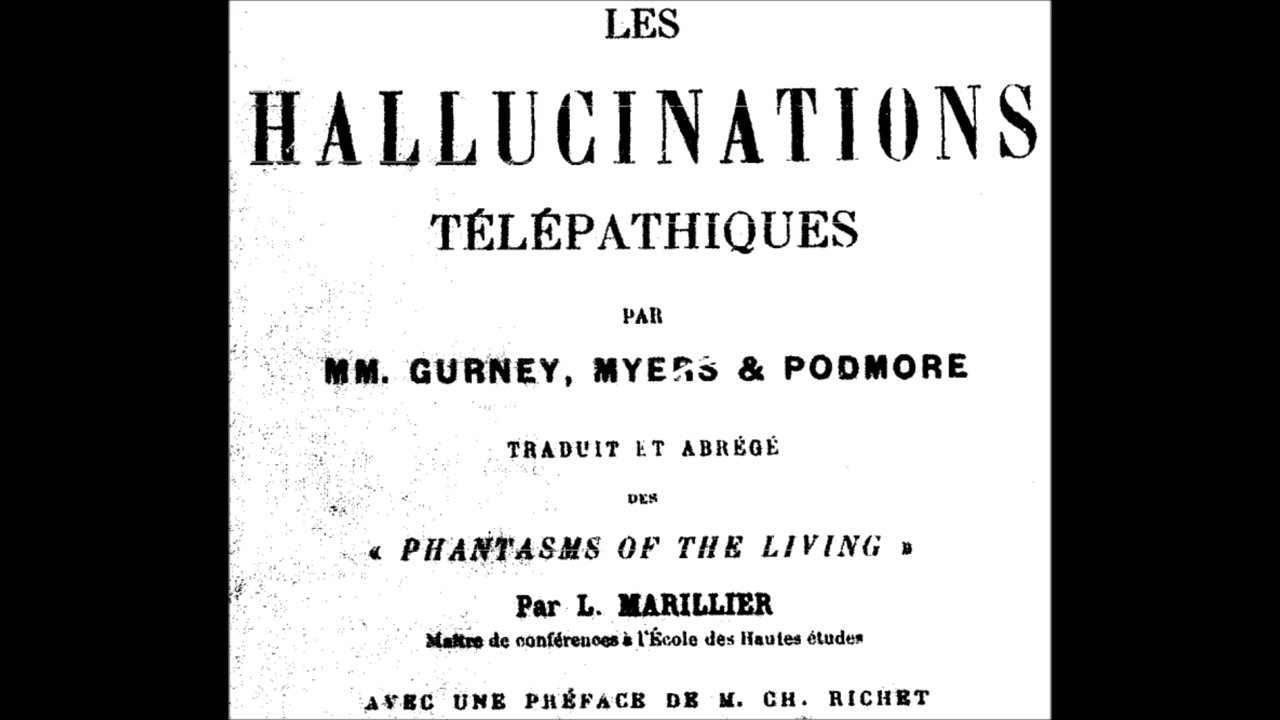 LES
HALLUCINATIONS
TÉLÉPATHIQUES
PAR
MM. GURNEY, MYERS & PODMORE
TRADUIT ET ABRÉGÉ
DES
« PHANTASMS OF THE LIVING »
Par L. MARILLIER
Maître de conférences à l'École des Hautes études
AVEC UNE PRÉFACE DE M. CH. RICHET